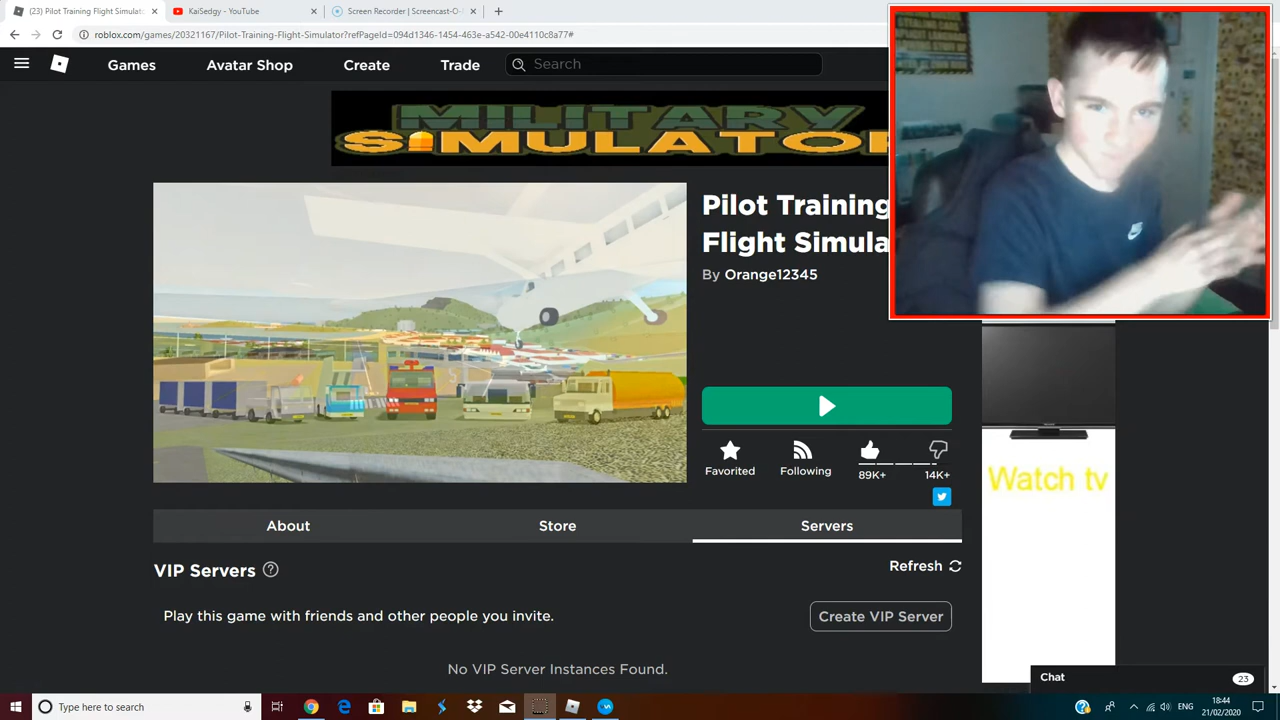 (23) Pilot Training Flight Simulato
KaiSedgy - YouTube
Screen Recorder | Screencast-O-
roblox.com/games/20321167/
ing-Flight-Simulator?refPageId=094d1346-1454-463e-a542-00e4110c8a77#
Games
Avatar Shop
Create
Trade
Search
MILITARY
SIMULATOR
Pilot Training
Flight Simula
By Orange12345
Favorited
Following
89K+
14K+
Watch tv
About
Store
Servers
VIP Servers
Refresh
Play this game with friends and other people you invite.
Create VIP Server
No VIP Server Instances Found.
Chat
23
Type here to search
ENG
18:44
21/02/2020